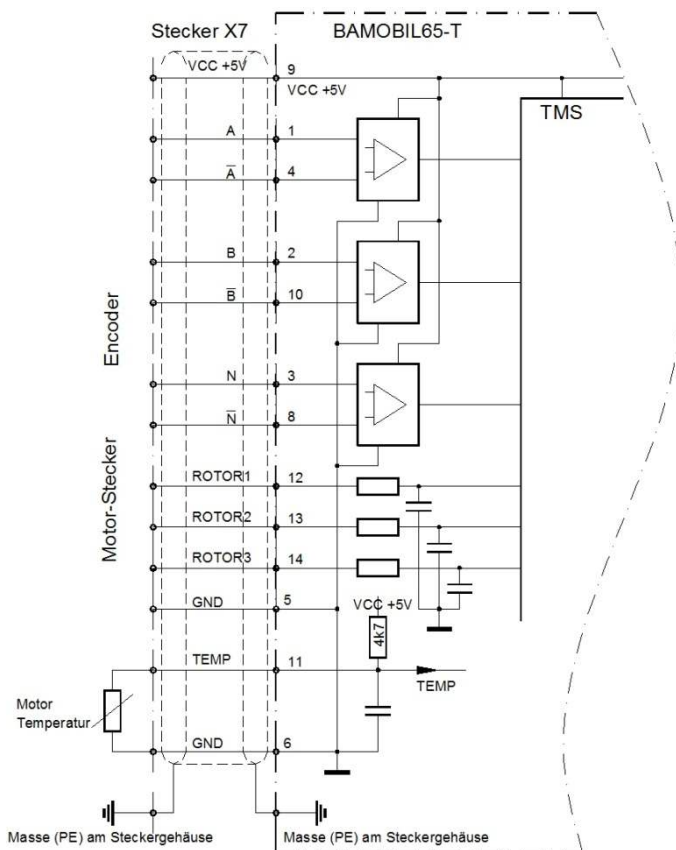 Stecker X7 BAMOBIL65-T
VCC +5V 9
VCC +5V
TMS
A 1
A̅ 4
B 2
B̅ 10
Encoder
N 3
N̅ 8
Motor-Stecker
ROTOR1 12
ROTOR2 13
ROTOR3 14
GND 5
VCC +5V
4k7
TEMP 11
TEMP
Motor
Temperatur
GND 6
Masse (PE) am Steckergehäuse Masse (PE) am Steckergehäuse